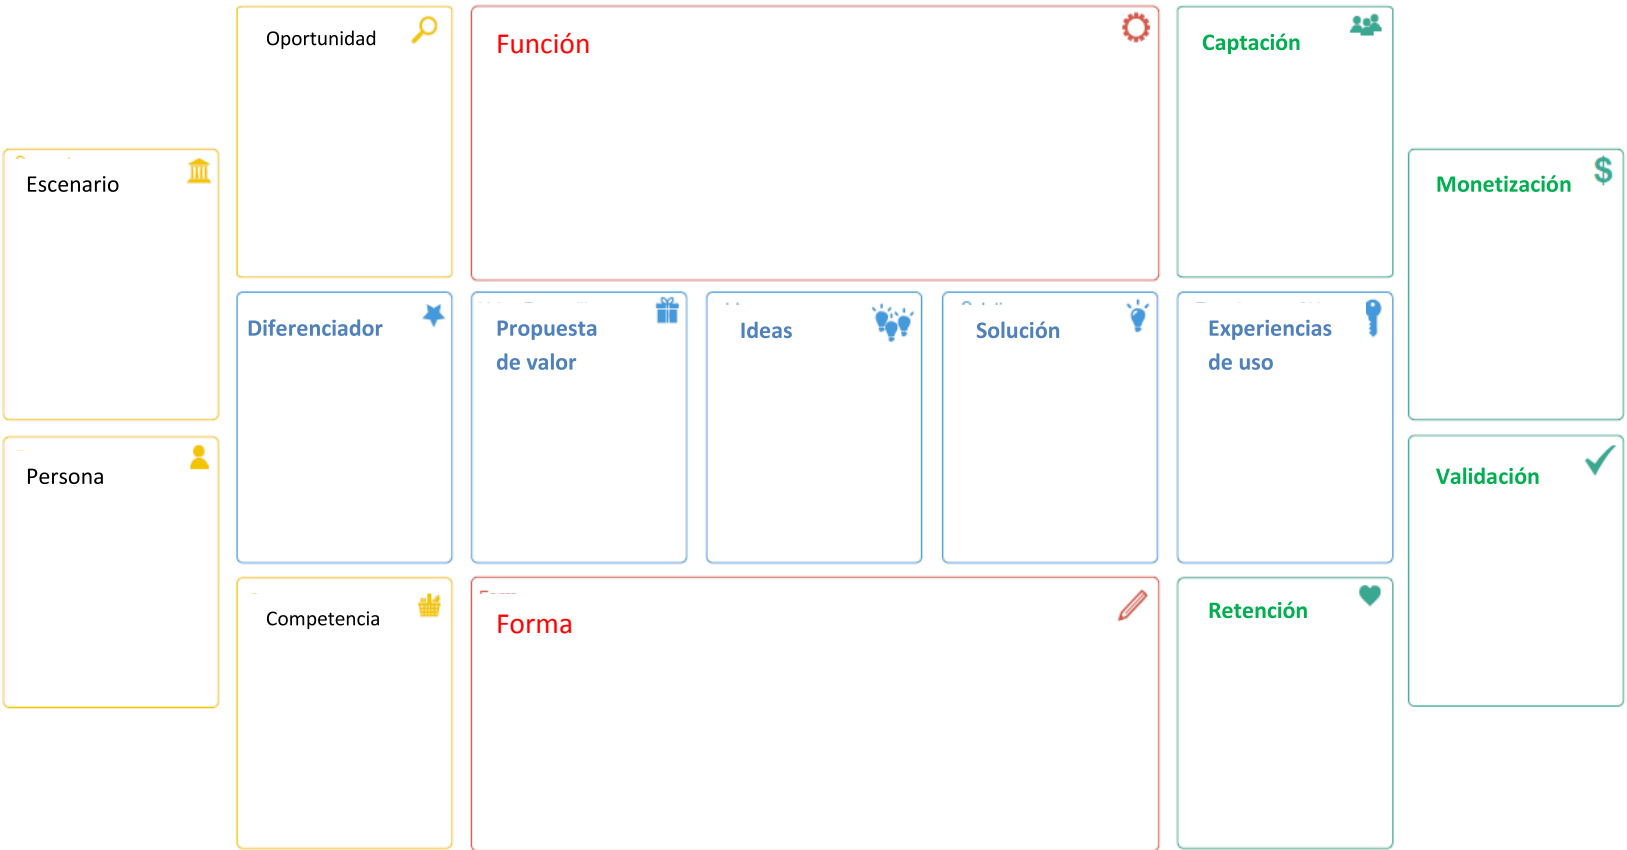 Oportunidad
Función
Captación
Escenario
Monetización
$
Diferenciador
Propuesta
de valor
Ideas
Solución
Experiencias
de uso
Persona
Validación
Competencia
Forma
Retención